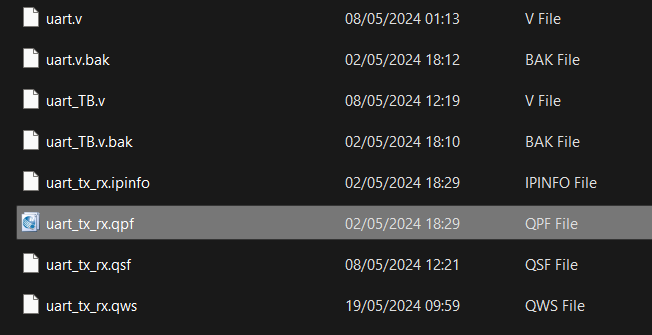 uart.v 08/05/2024 01:13 V File
uart.v.bak 02/05/2024 18:12 BAK File
uart_TB.v 08/05/2024 12:19 V File
uart_TB.v.bak 02/05/2024 18:10 BAK File
uart_tx_rx.ipinfo 02/05/2024 18:29 IPINFO File
uart_tx_rx.qpf 02/05/2024 18:29 QPF File
uart_tx_rx.qsf 08/05/2024 12:21 QSF File
uart_tx_rx.qws 19/05/2024 09:59 QWS File